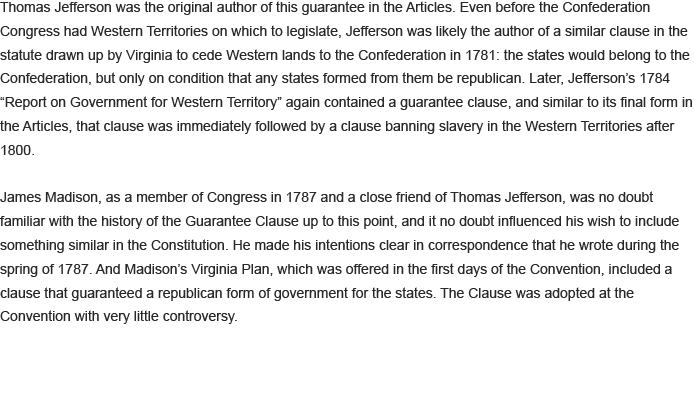 Thomas Jefferson was the original author of this guarantee in the Articles. Even before the Confederation
Congress had Western Territories on which to legislate, Jefferson was likely the author of a similar clause in the
statute drawn up by Virginia to cede Western lands to the Confederation in 1781: the states would belong to the
Confederation, but only on condition that any states formed from them be republican. Later, Jefferson’s 1784
“Report on Government for Western Territory” again contained a guarantee clause, and similar to its final form in
the Articles, that clause was immediately followed by a clause banning slavery in the Western Territories after
1800.

James Madison, as a member of Congress in 1787 and a close friend of Thomas Jefferson, was no doubt
familiar with the history of the Guarantee Clause up to this point, and it no doubt influenced his wish to include
something similar in the Constitution. He made his intentions clear in correspondence that he wrote during the
spring of 1787. And Madison’s Virginia Plan, which was offered in the first days of the Convention, included a
clause that guaranteed a republican form of government for the states. The Clause was adopted at the
Convention with very little controversy.